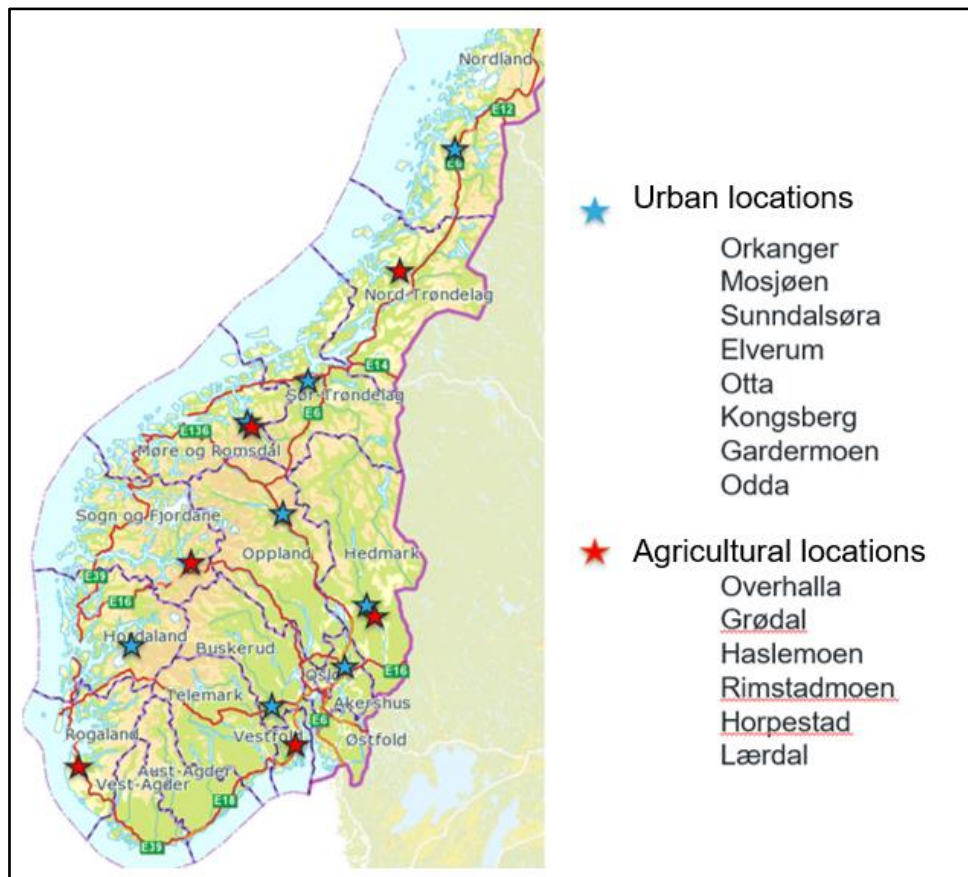 Nordland
E12
E6
Nord-Trøndelag
E14
Sør-Trøndelag
E6
E136
Møre og Romsdal
Sogn og Fjordane
Oppland
Hedmark
E39
E16
Hordaland
Buskerud
Oslo
E16
Telemark
Akershus
E6
Rogaland
Vestfold
Østfold
Aust-Agder
Vest-Agder
E18
E39
Urban locations
Orkanger
Mosjøen
Sunndalsøra
Elverum
Otta
Kongsberg
Gardermoen
Odda
Agricultural locations
Overhalla
Grødal
Haslemoen
Rimstadmoen
Horpestad
Lærdal